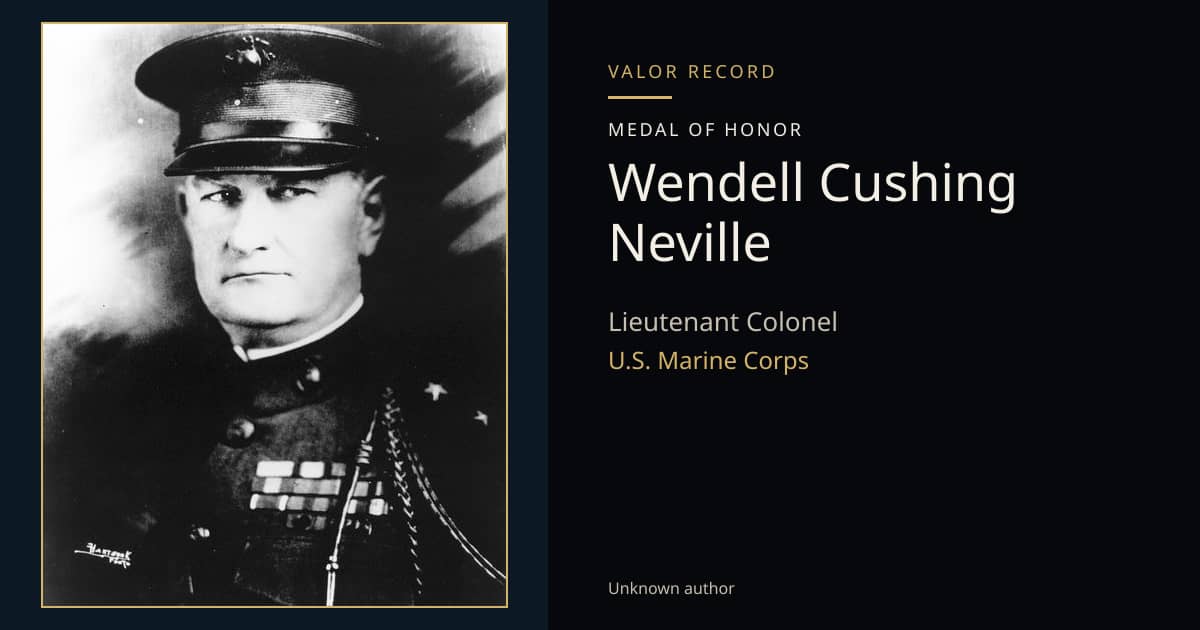 VALOR RECORD
MEDAL OF HONOR
Wendell Cushing
Neville
Lieutenant Colonel
U.S. Marine Corps
Unknown author